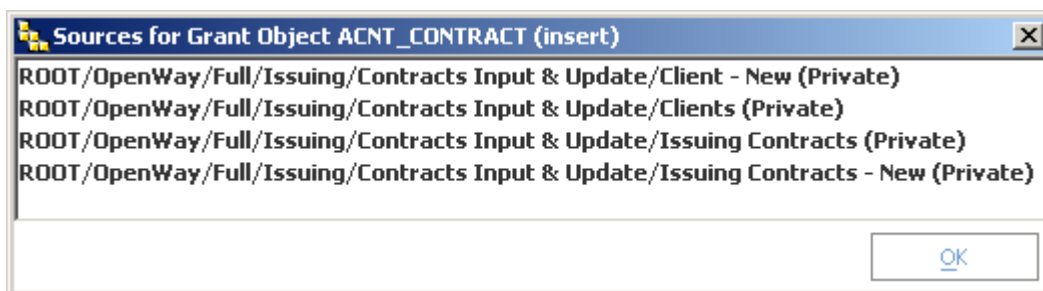 Sources for Grant Object ACNT_CONTRACT (insert)
ROOT/OpenWay/Full/Issuing/Contracts Input & Update/Client - New (Private)
ROOT/OpenWay/Full/Issuing/Contracts Input & Update/Clients (Private)
ROOT/OpenWay/Full/Issuing/Contracts Input & Update/Issuing Contracts (Private)
ROOT/OpenWay/Full/Issuing/Contracts Input & Update/Issuing Contracts - New (Private)
OK